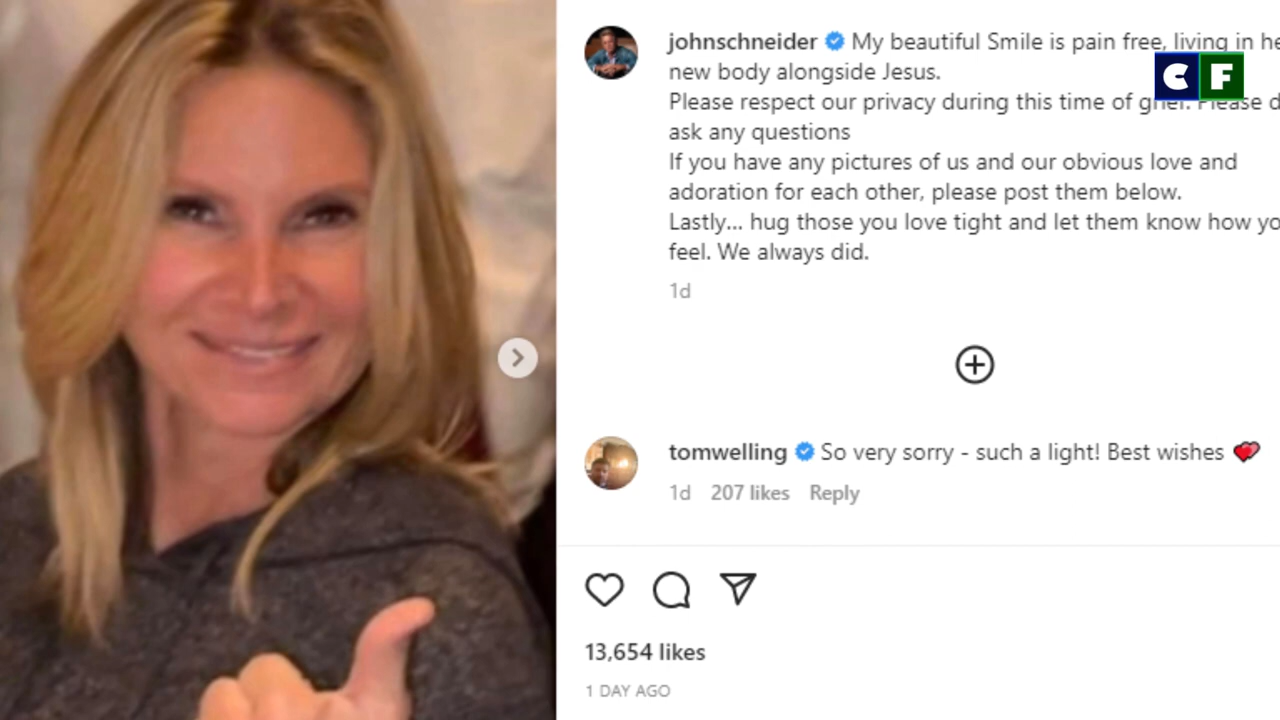 johnschneider My beautiful Smile is pain free, living in
new body alongside Jesus.
CF
Please respect our privacy during this time of grief. Please
ask any questions
If you have any pictures of us and our obvious love and
adoration for each other, please post them below.
Lastly... hug those you love tight and let them know how
feel. We always did.
1d
tomwelling So very sorry - such a light! Best wishes 💕
1d 207 likes Reply
13,654 likes
1 DAY AGO